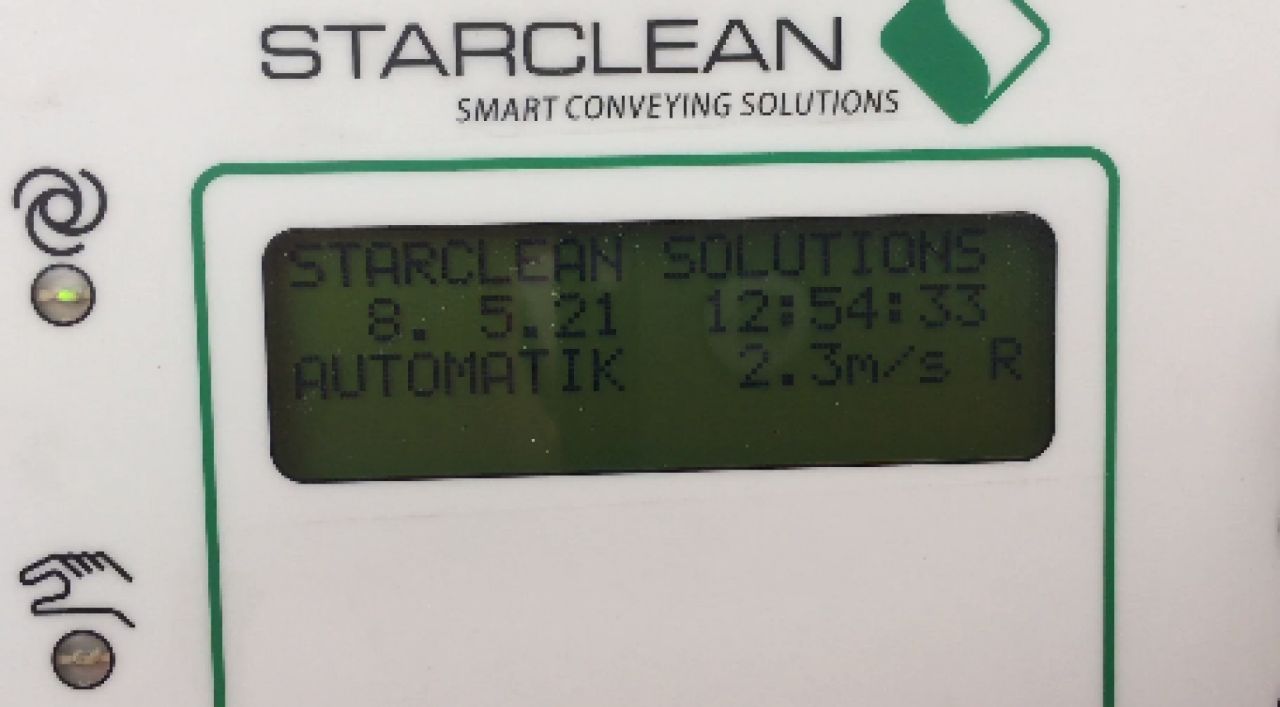 STARCLEAN
SMART CONVEYING SOLUTIONS
STARCLEAN SOLUTIONS
8. 5.21 12:54:33
AUTOMATIK 2.3m/s R